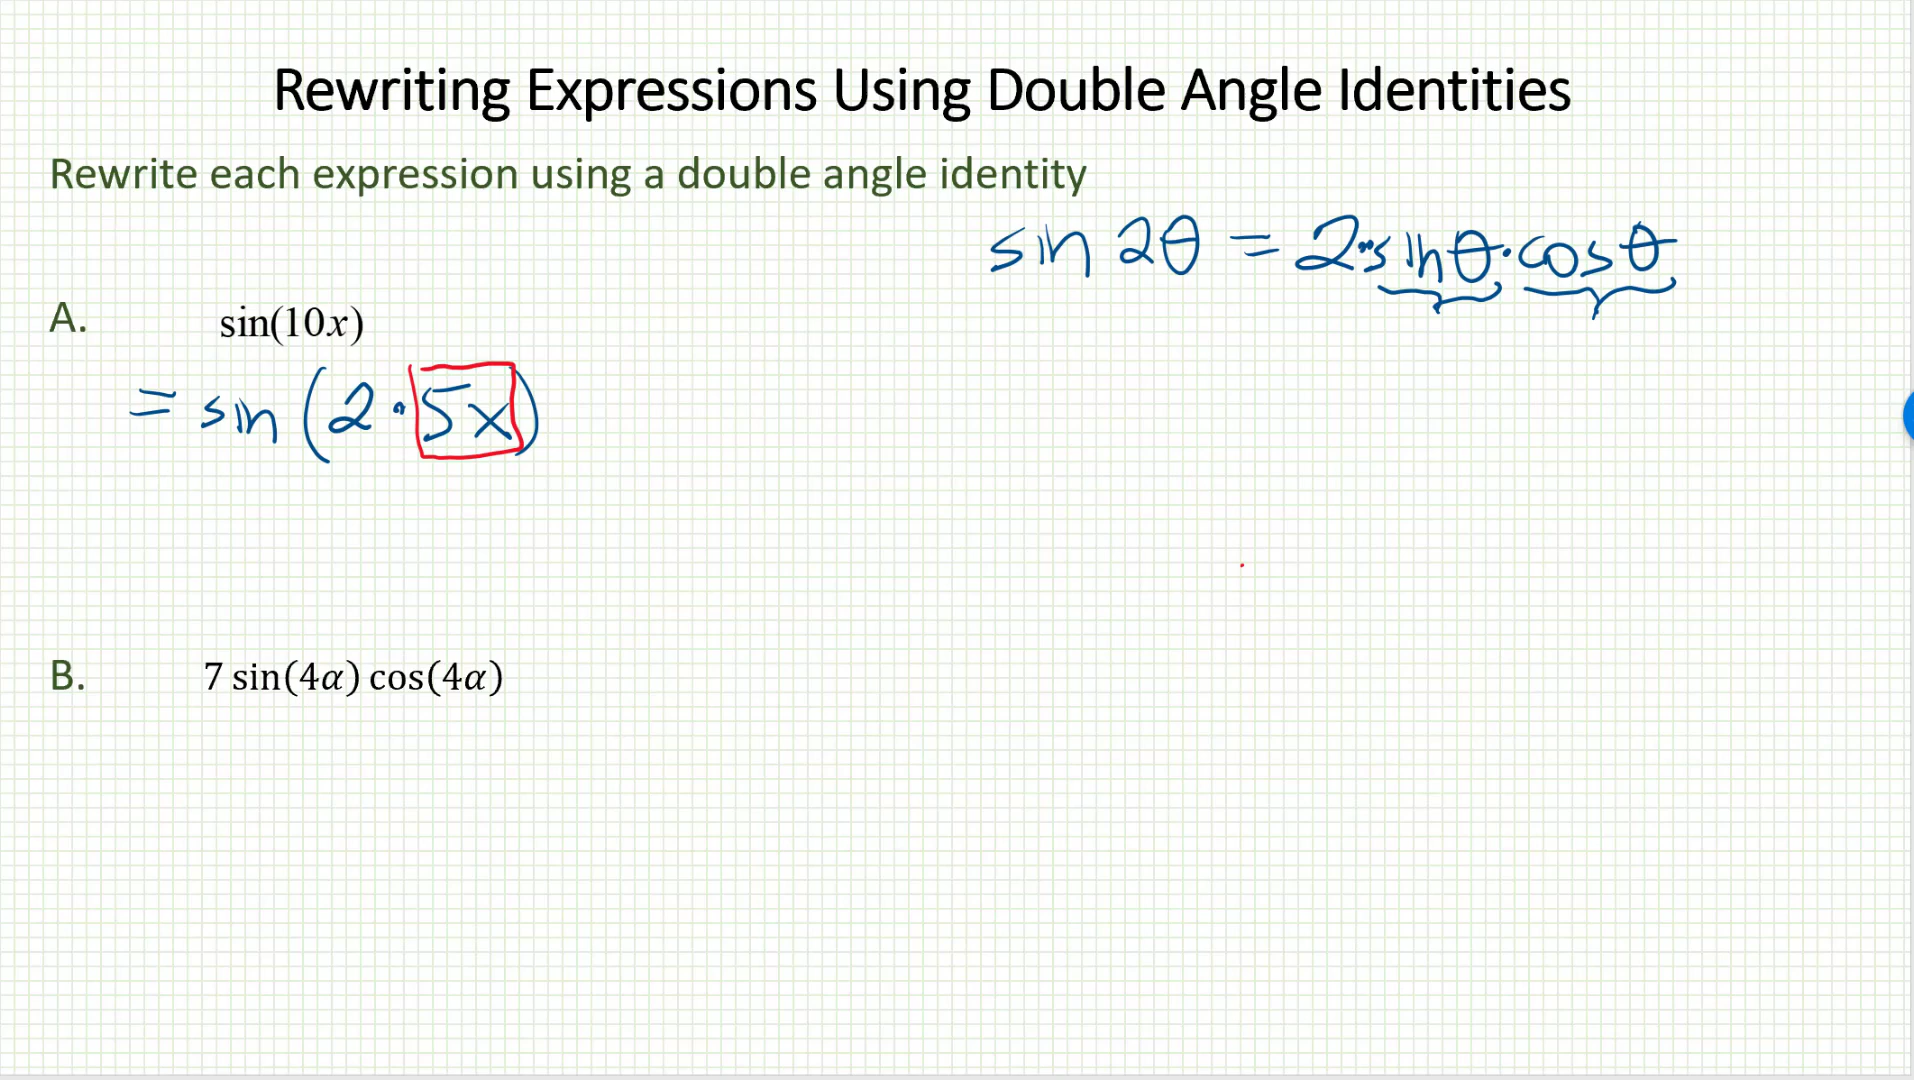 Rewriting Expressions Using Double Angle Identities
Rewrite each expression using a double angle identity
sin 2θ = 2·sinθ·cosθ
A. sin(10x)
= sin(2·5x)
B. 7 sin(4α) cos(4α)